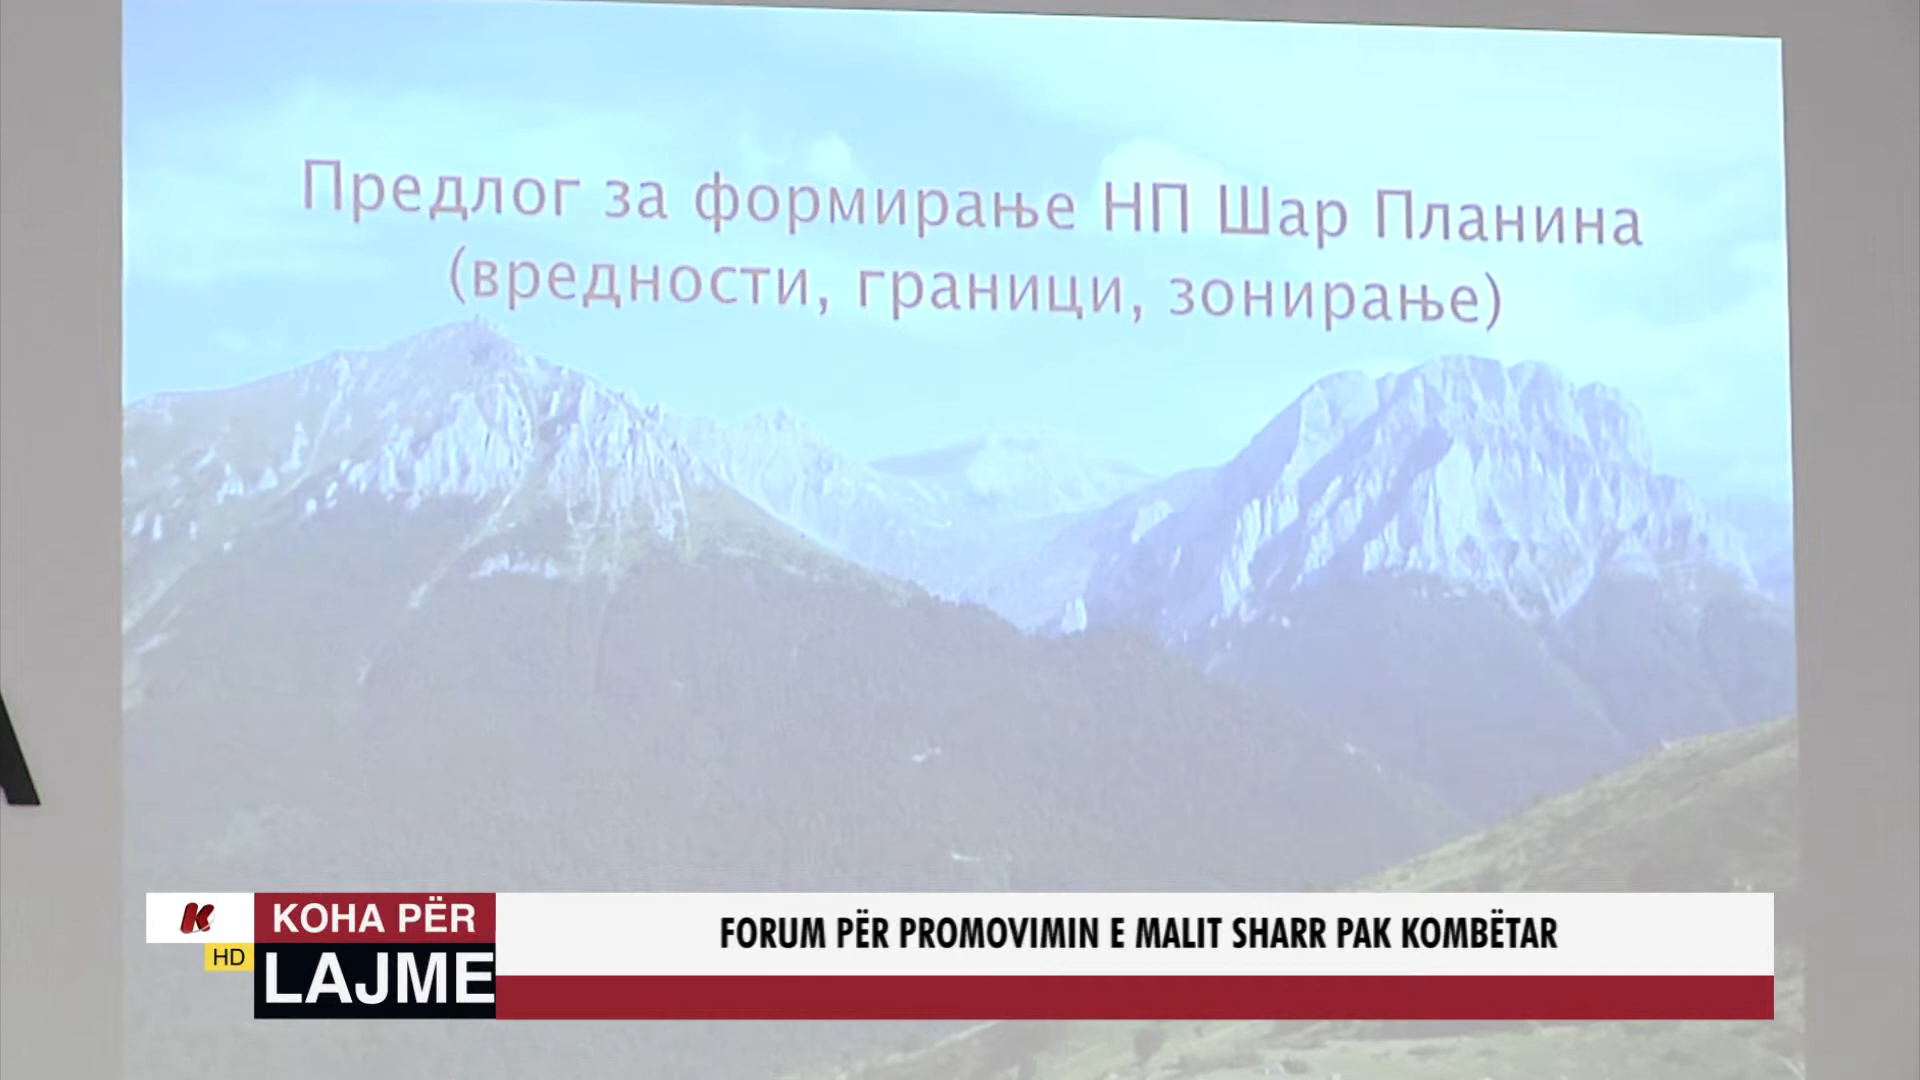 Предлог за формирање НП Шар Планина
(вредности, граници, зонирање)
K
HD
KOHA PËR
LAJME
FORUM PËR PROMOVIMIN E MALIT SHARR PAK KOMBËTAR